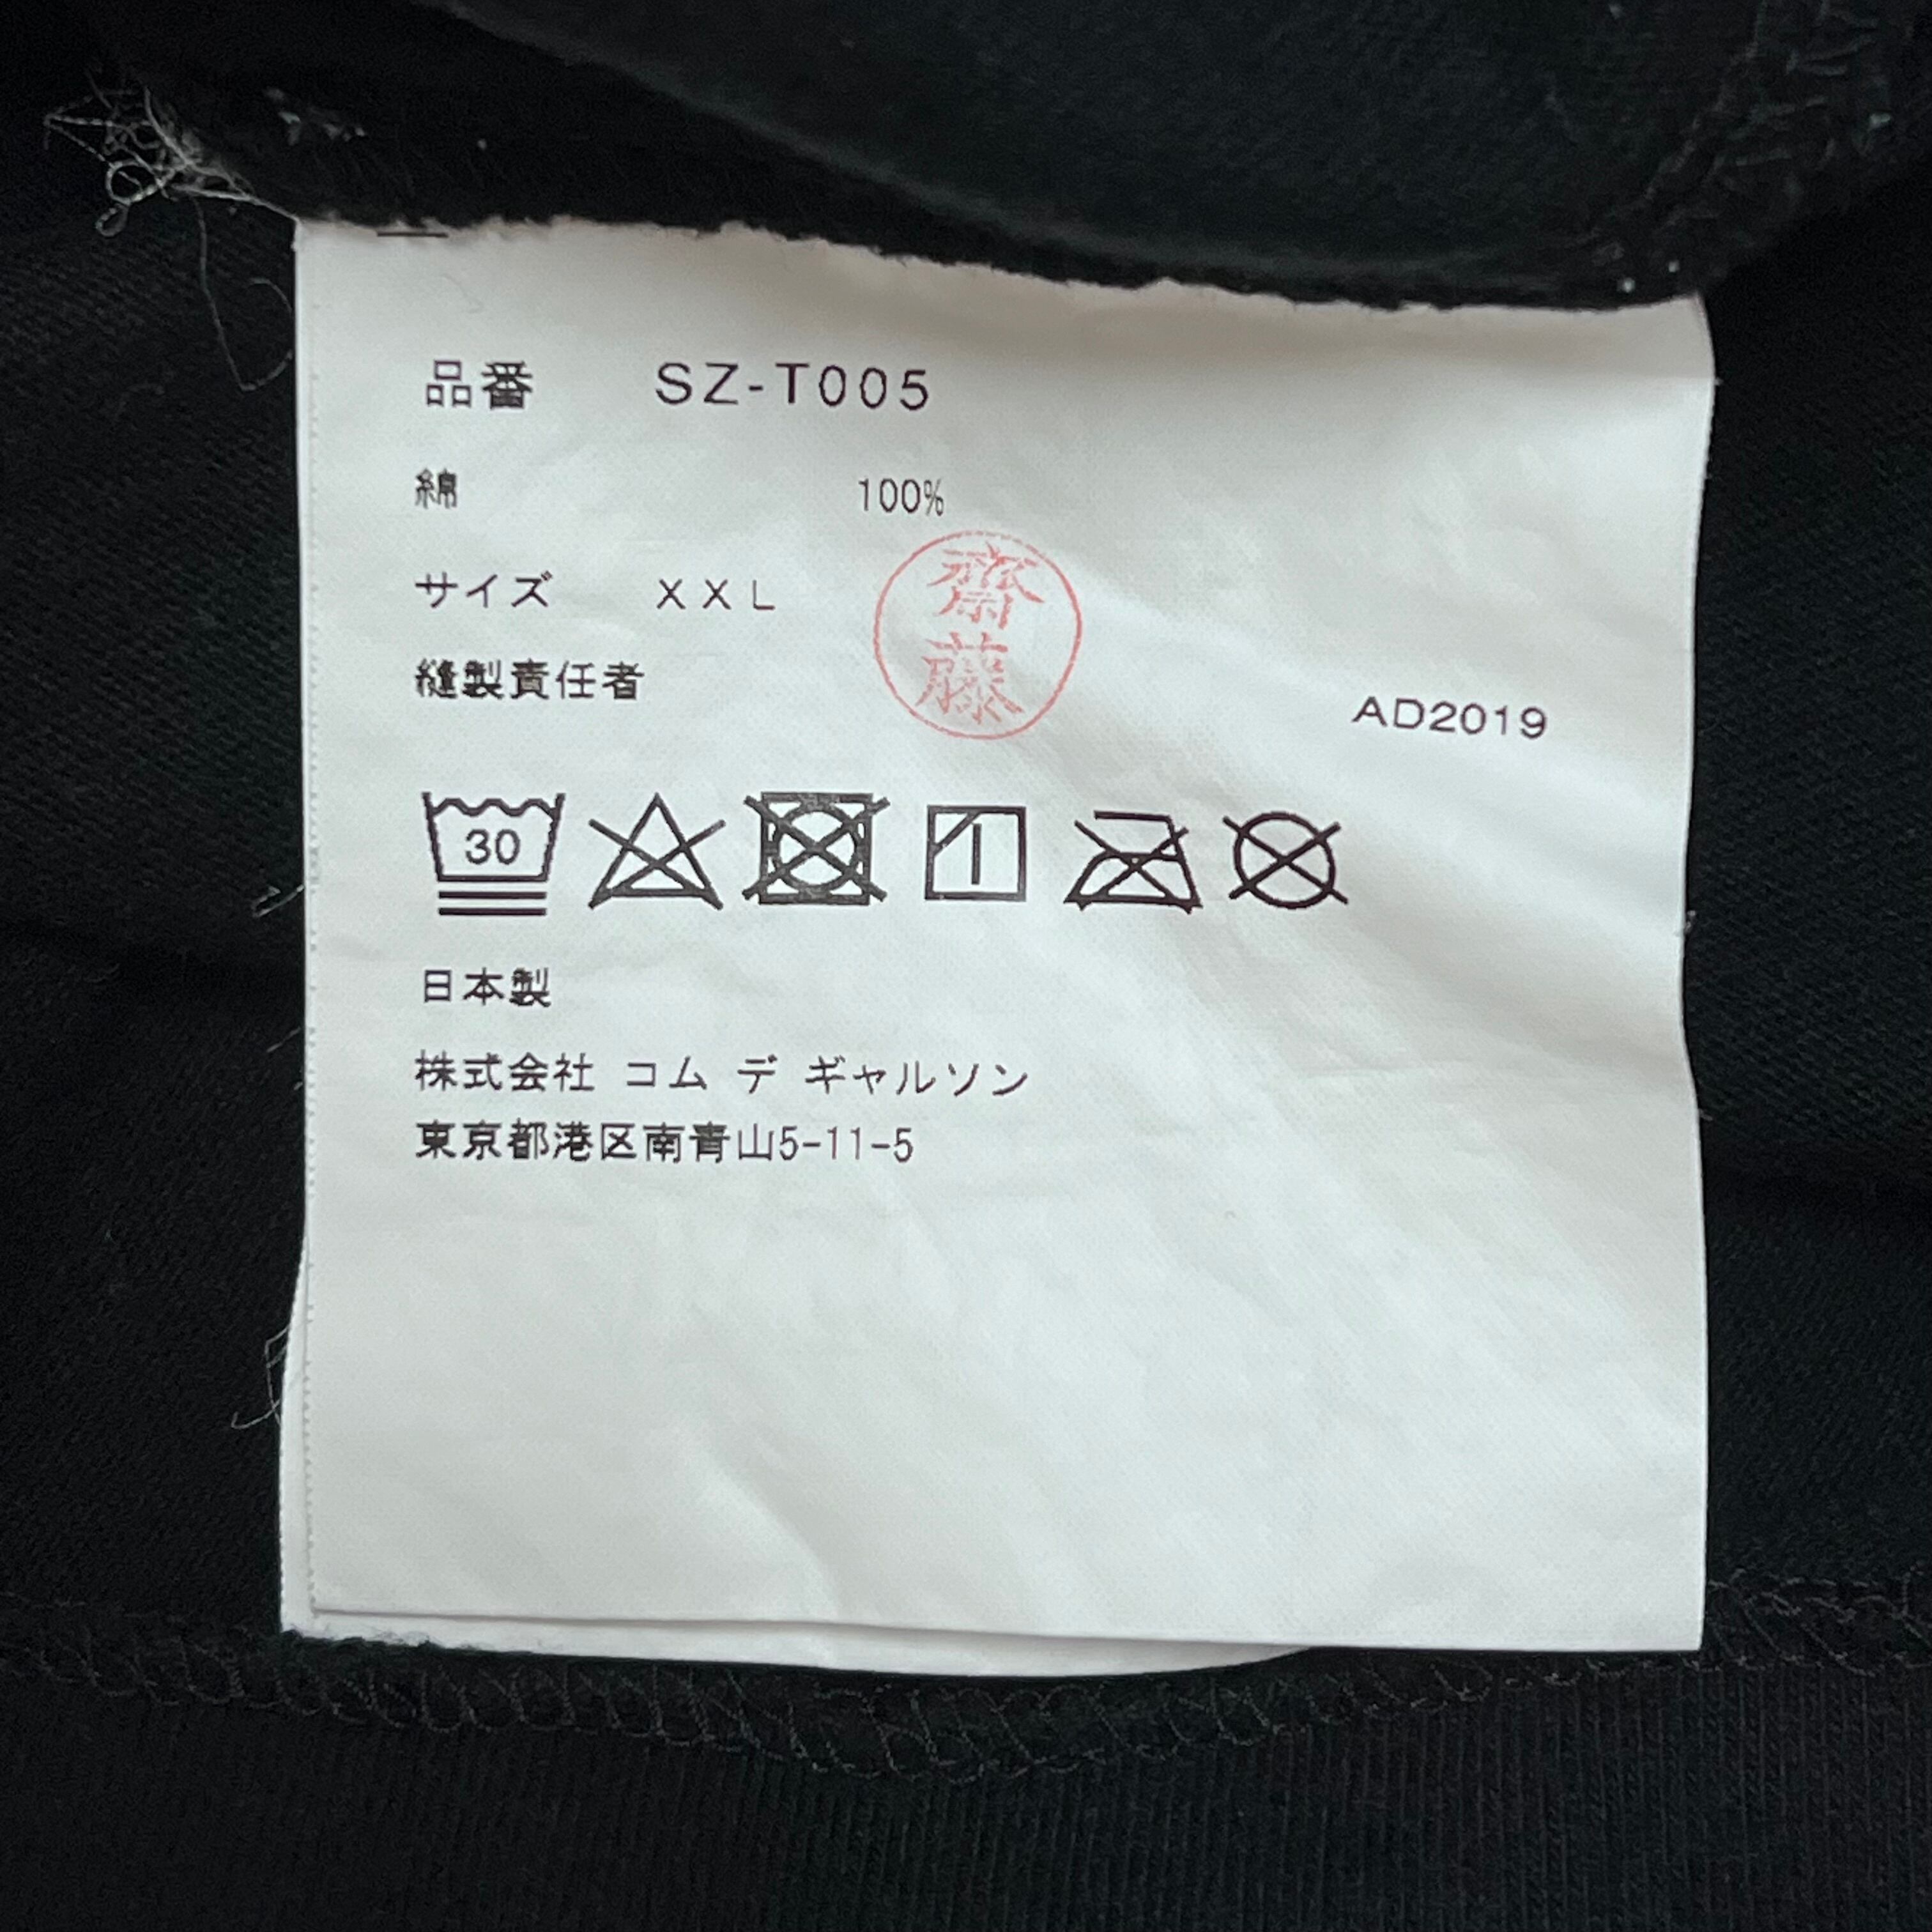 品番 SZ-T005
綿 100%
サイズ XXL
齋藤
縫製責任者
AD2019
30
日本製
株式会社 コム デ ギャルソン
東京都港区南青山5-11-5